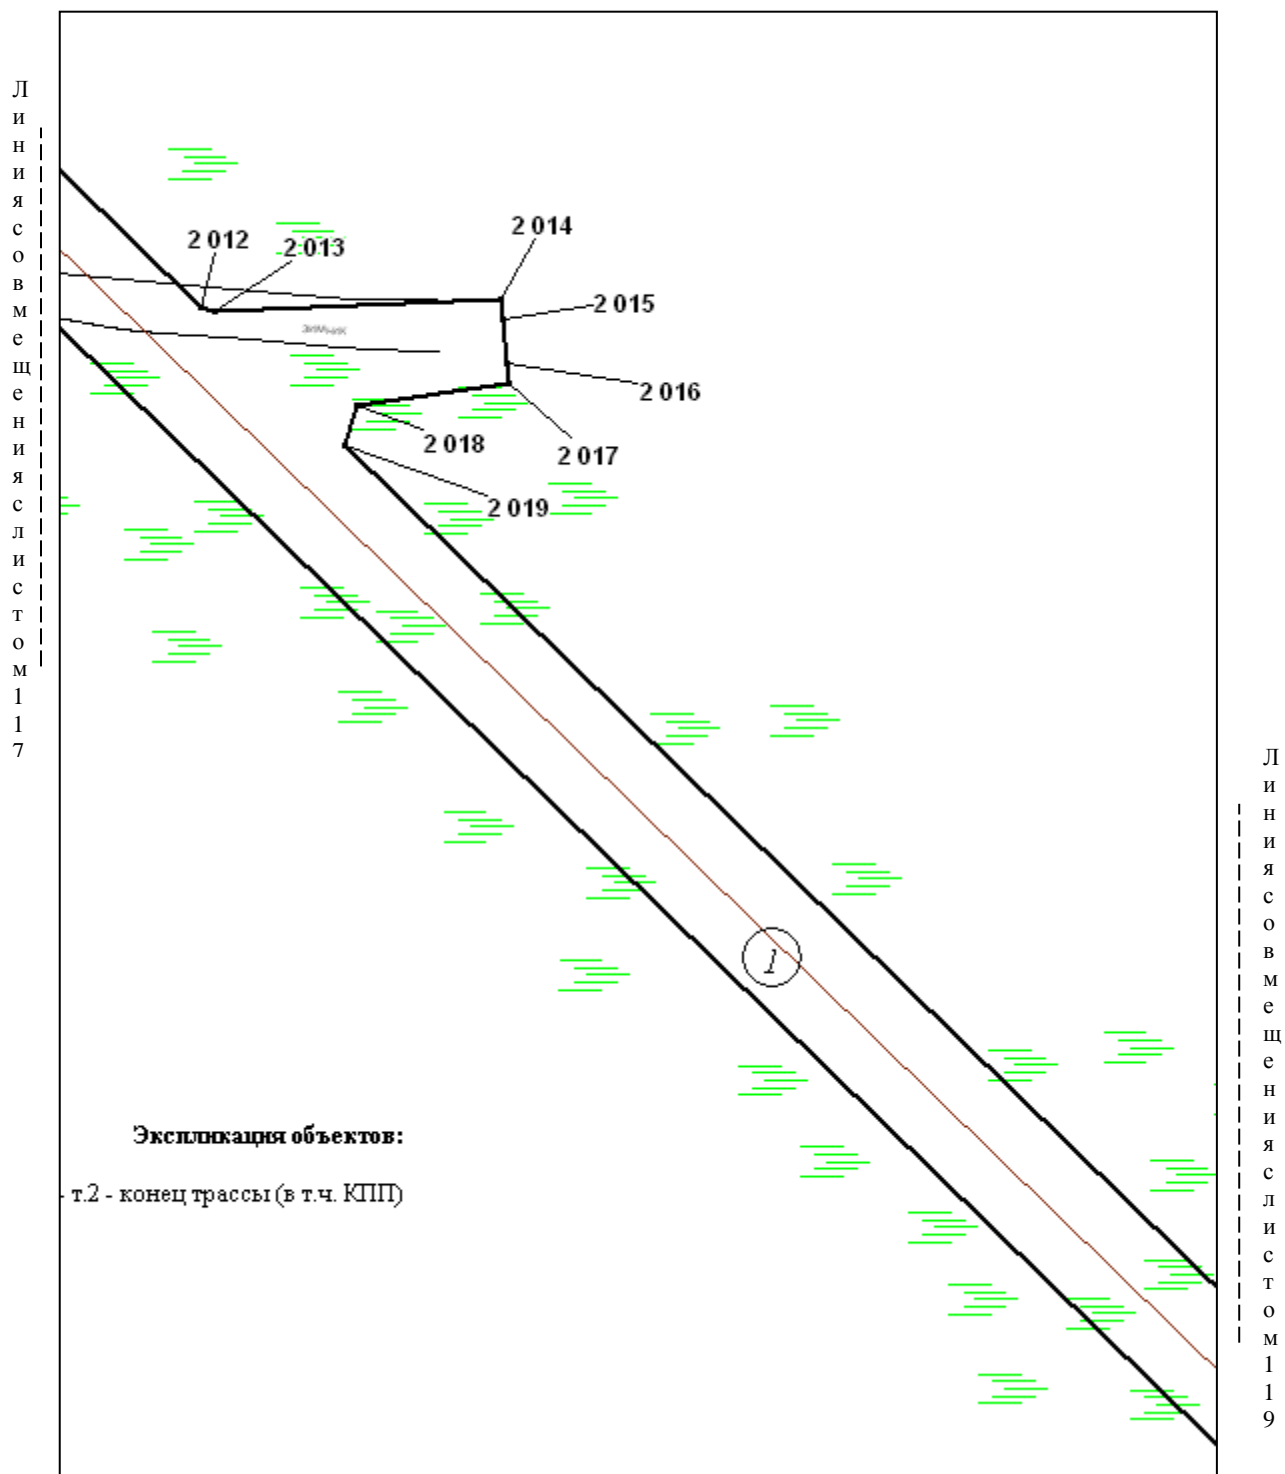 Линия совмещения с листом 117
2 012
2 013
2 014
2 015
2 016
2 017
2 018
2 019
1
Экспликация объектов:
- т.2 - конец трассы (в т.ч. КПП)
Линия совмещения с листом 119